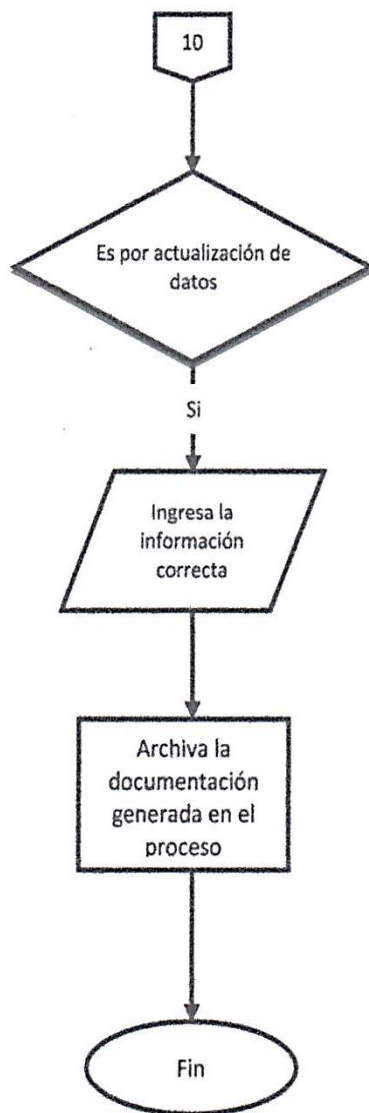 10
Es por actualización de
datos
Si
Ingresa la
información
correcta
Archiva la
documentación
generada en el
proceso
Fin